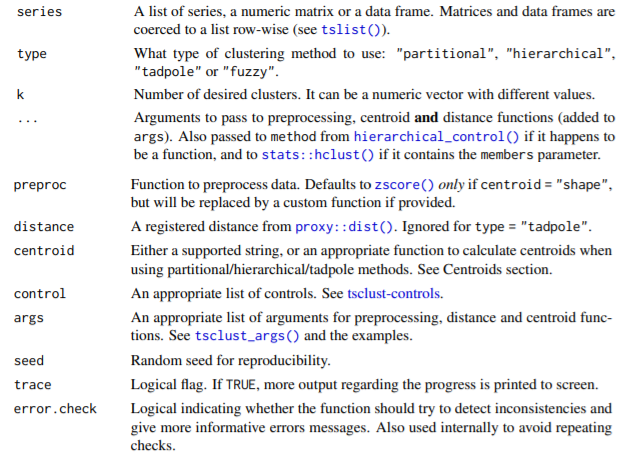 series A list of series, a numeric matrix or a data frame. Matrices and data frames are
coerced to a list row-wise (see tslist()).
type What type of clustering method to use: "partitional", "hierarchical",
"tadpole" or "fuzzy".
k Number of desired clusters. It can be a numeric vector with different values.
... Arguments to pass to preprocessing, centroid and distance functions (added to
args). Also passed to method from hierarchical_control() if it happens to
be a function, and to stats::hclust() if it contains the members parameter.
preproc Function to preprocess data. Defaults to zscore() only if centroid = "shape",
but will be replaced by a custom function if provided.
distance A registered distance from proxy::dist(). Ignored for type = "tadpole".
centroid Either a supported string, or an appropriate function to calculate centroids when
using partitional/hierarchical/tadpole methods. See Centroids section.
control An appropriate list of controls. See tsclust-controls.
args An appropriate list of arguments for preprocessing, distance and centroid func-
tions. See tsclust_args() and the examples.
seed Random seed for reproducibility.
trace Logical flag. If TRUE, more output regarding the progress is printed to screen.
error.check Logical indicating whether the function should try to detect inconsistencies and
give more informative errors messages. Also used internally to avoid repeating
checks.